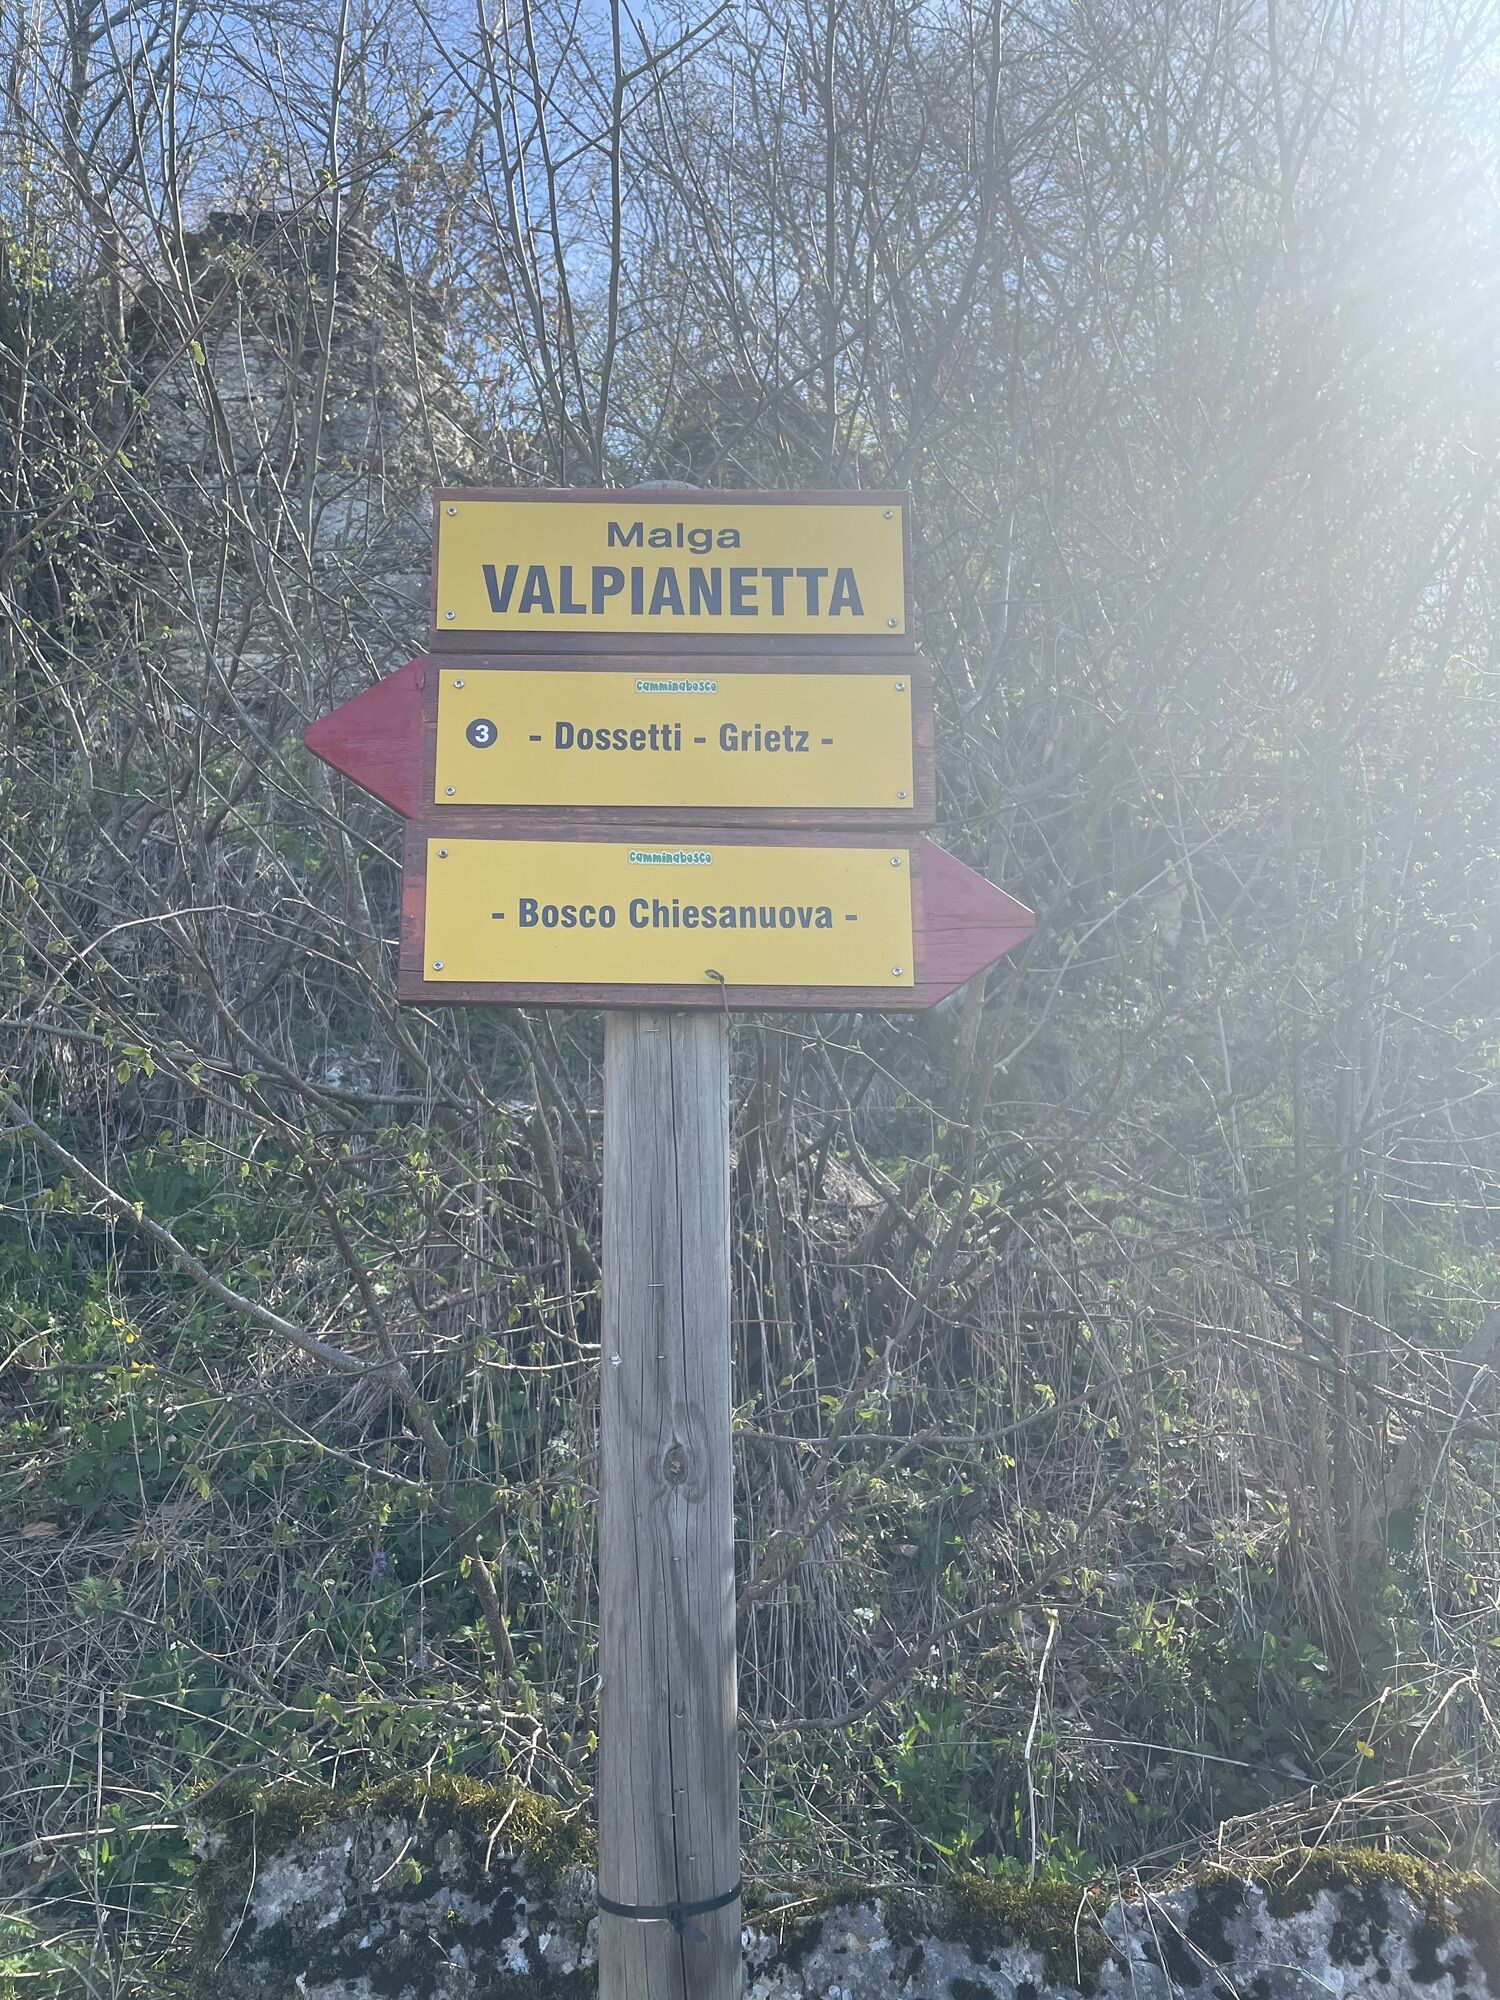 Malga
VALPIANETTA
camminabosco
3 - Dossetti - Grietz -
camminabosco
- Bosco Chiesanuova -